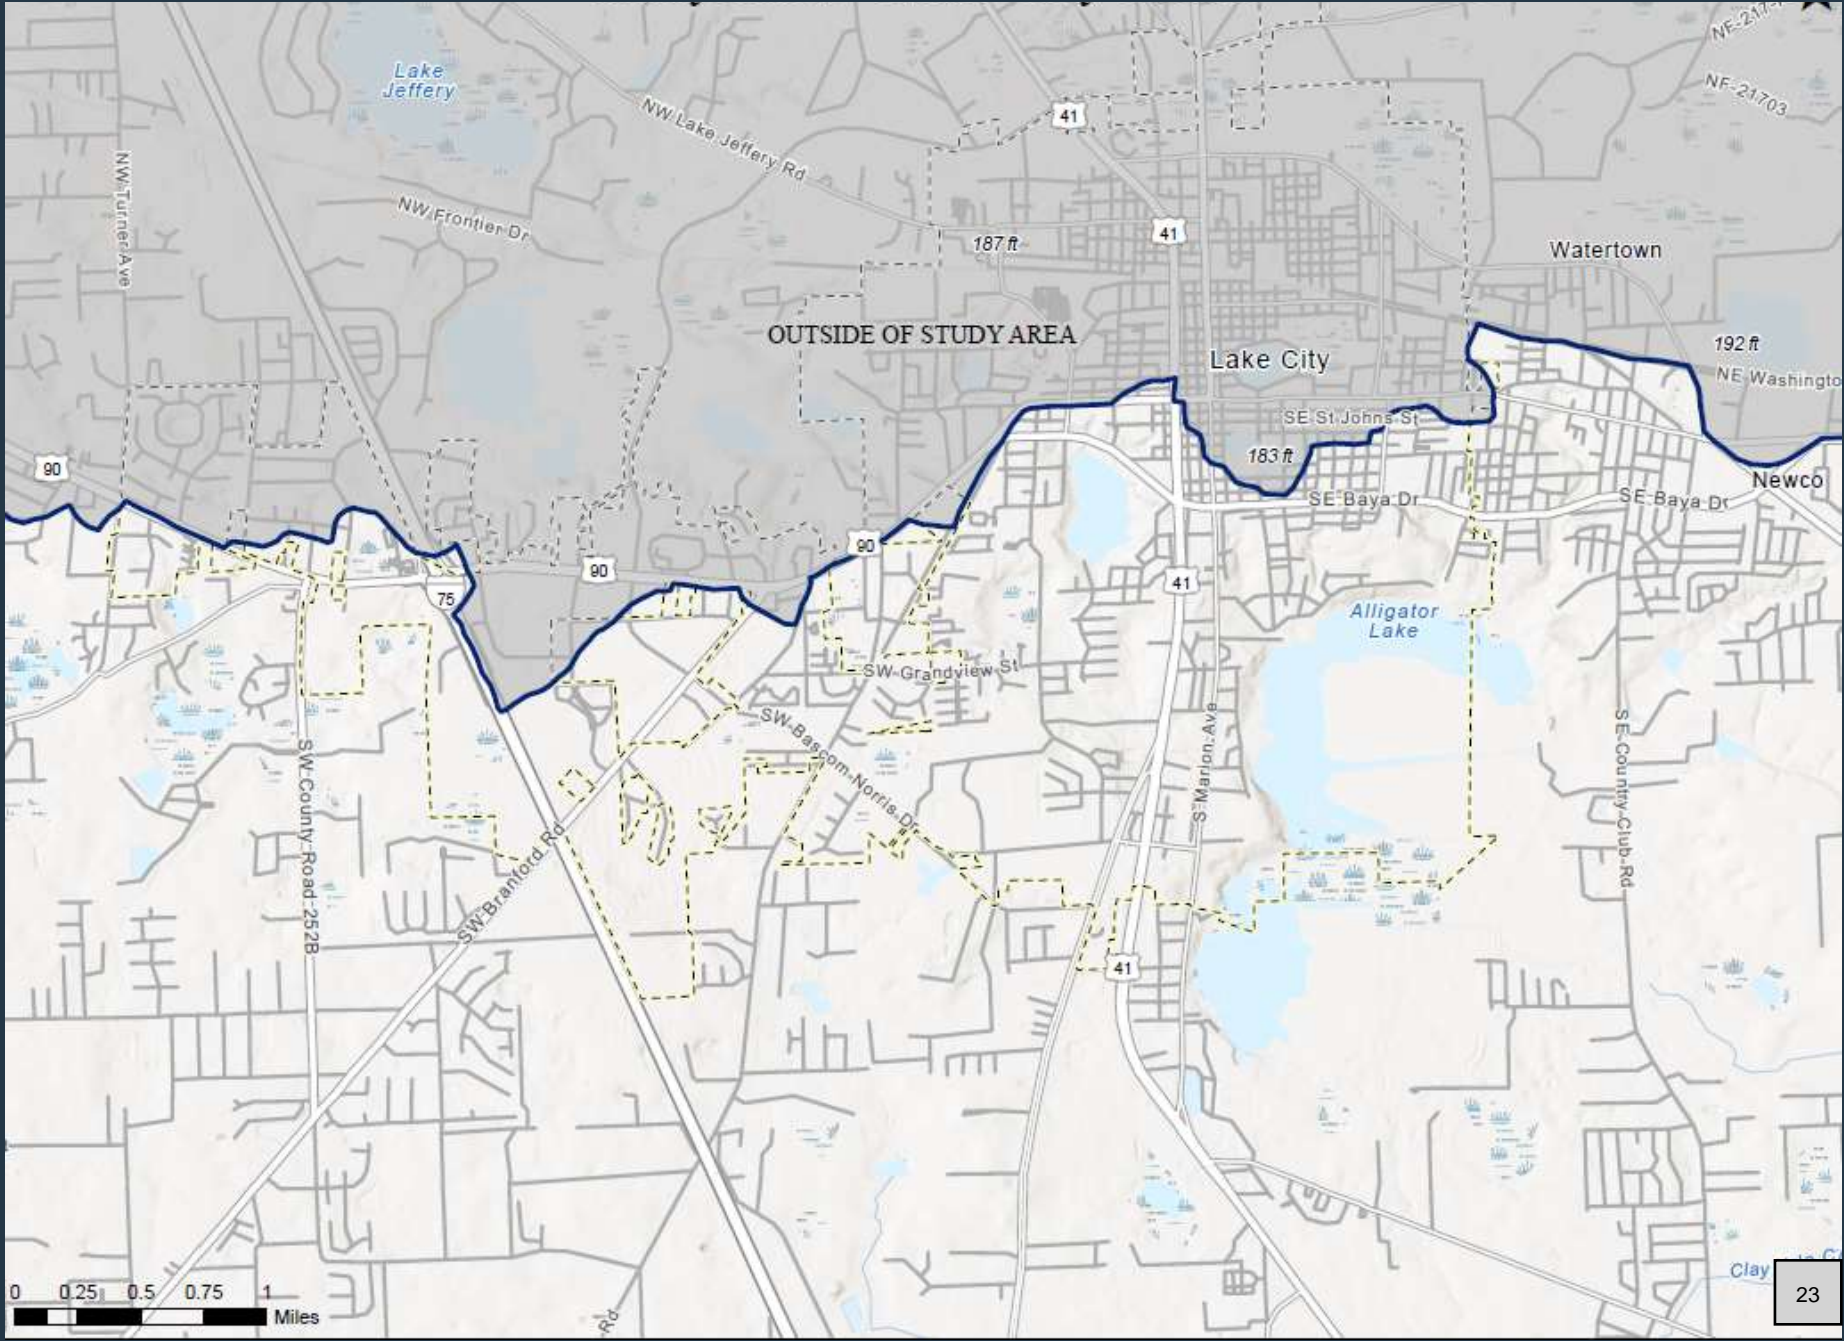 NF-217
Lake
Jeffery
NF-21703
41
NW Lake Jeffery Rd
NW Turner Ave
NW Frontier Dr
41
187 ft
Watertown
OUTSIDE OF STUDY AREA
192 ft
Lake City
NE Washingto
SE St Johns St
183 ft
90
Newco
SE Baya Dr
SE Baya Dr
90
90
75
41
Alligator
Lake
SW Grandview St
SW Bascom Norris Dr
S Marion Ave
SE Country Club Rd
SW County Road 252B
SW Branford Rd
41
Clay
0 0.25 0.5 0.75 1
Miles
Rd
23